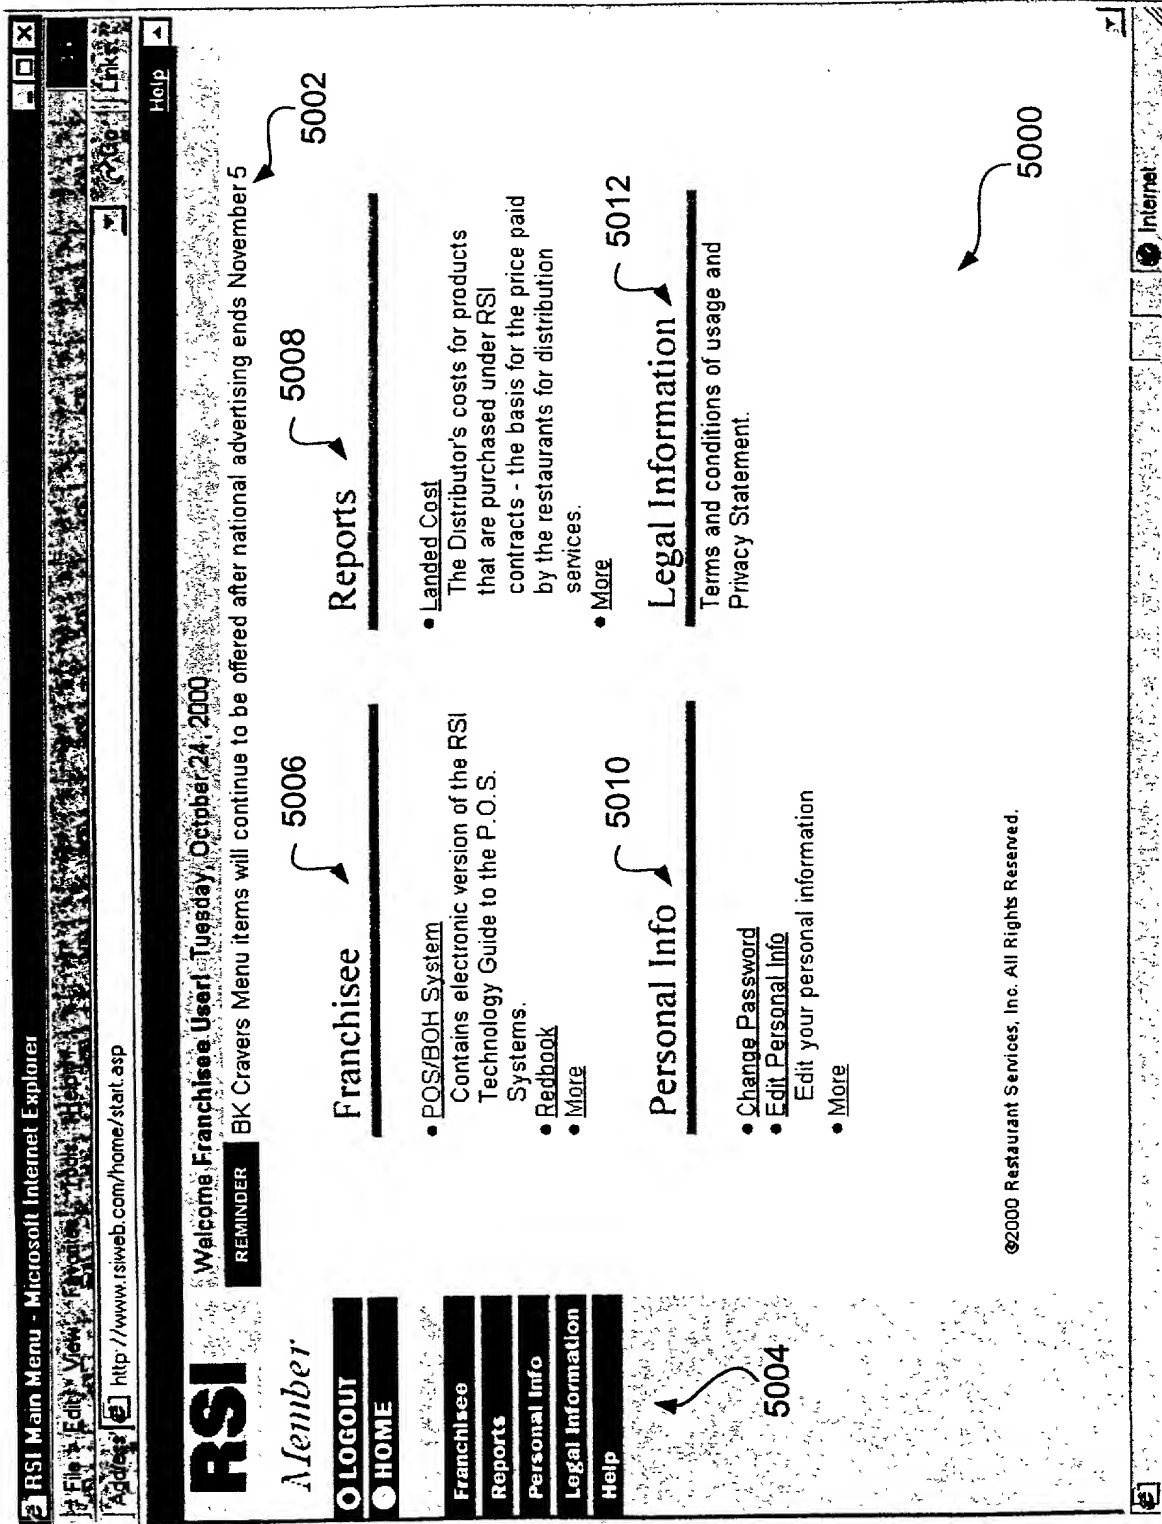 RSI Main Menu - Microsoft Internet Explorer
File Edit View Favorites Tools Help
Address http://www.rsiweb.com/home/start.asp Go Links
Help
RSI
Welcome Franchisee User! Tuesday, October 24, 2000
REMINDER BK Cravers Menu items will continue to be offered after national advertising ends November 5
5002
Member
LOGOUT
HOME
Franchisee
Reports
Personal Info
Legal Information
Help
5004
Franchisee
5006
• POS/BOH System
Contains electronic version of the RSI
Technology Guide to the P.O.S.
Systems.
• Redbook
• More
Reports
5008
• Landed Cost
The Distributor's costs for products
that are purchased under RSI
contracts - the basis for the price paid
by the restaurants for distribution
services.
• More
Personal Info
5010
• Change Password
• Edit Personal Info
Edit your personal information
• More
Legal Information
5012
Terms and conditions of usage and
Privacy Statement.
5000
©2000 Restaurant Services, Inc. All Rights Reserved.
Internet